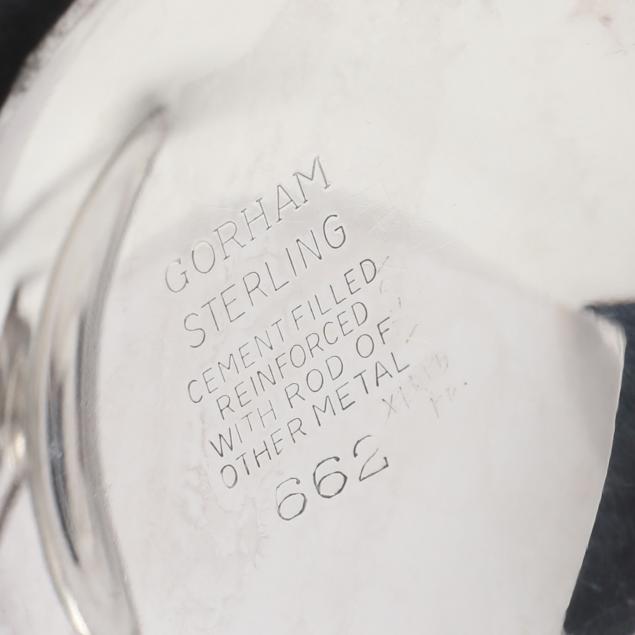 GORHAM
STERLING
CEMENT FILLED
REINFORCED
WITH ROD OF
OTHER METAL
662